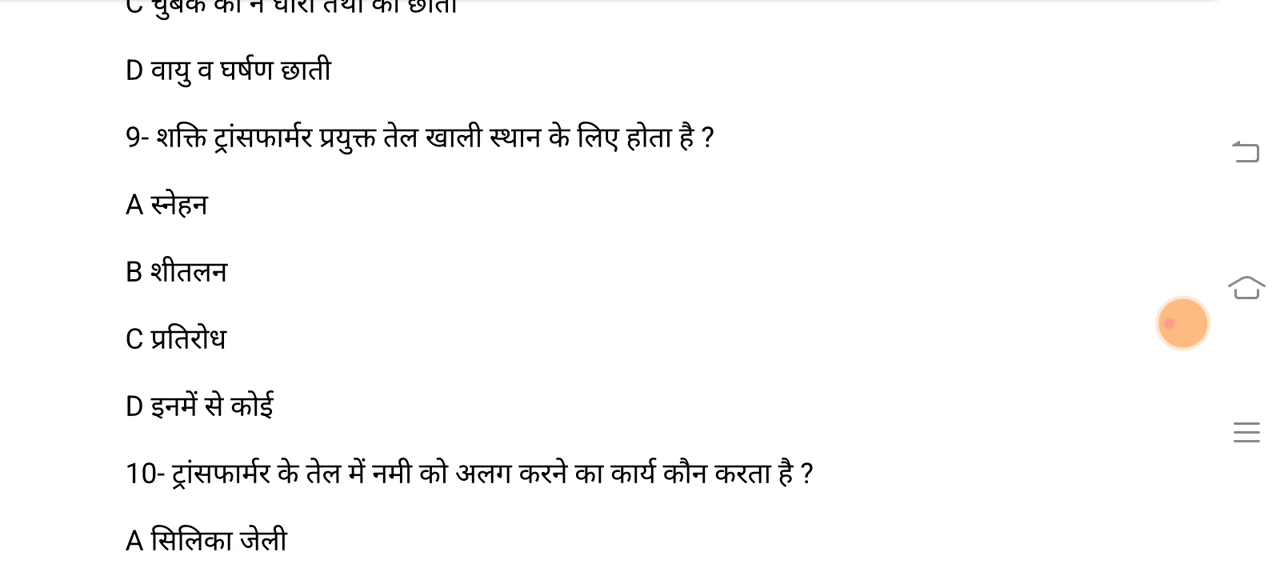 D वायु व घर्षण छाती
9- शक्ति ट्रांसफार्मर प्रयुक्त तेल खाली स्थान के लिए होता है ?
A स्नेहन
B शीतलन
C प्रतिरोध
D इनमें से कोई
10- ट्रांसफार्मर के तेल में नमी को अलग करने का कार्य कौन करता है ?
A सिलिका जेली